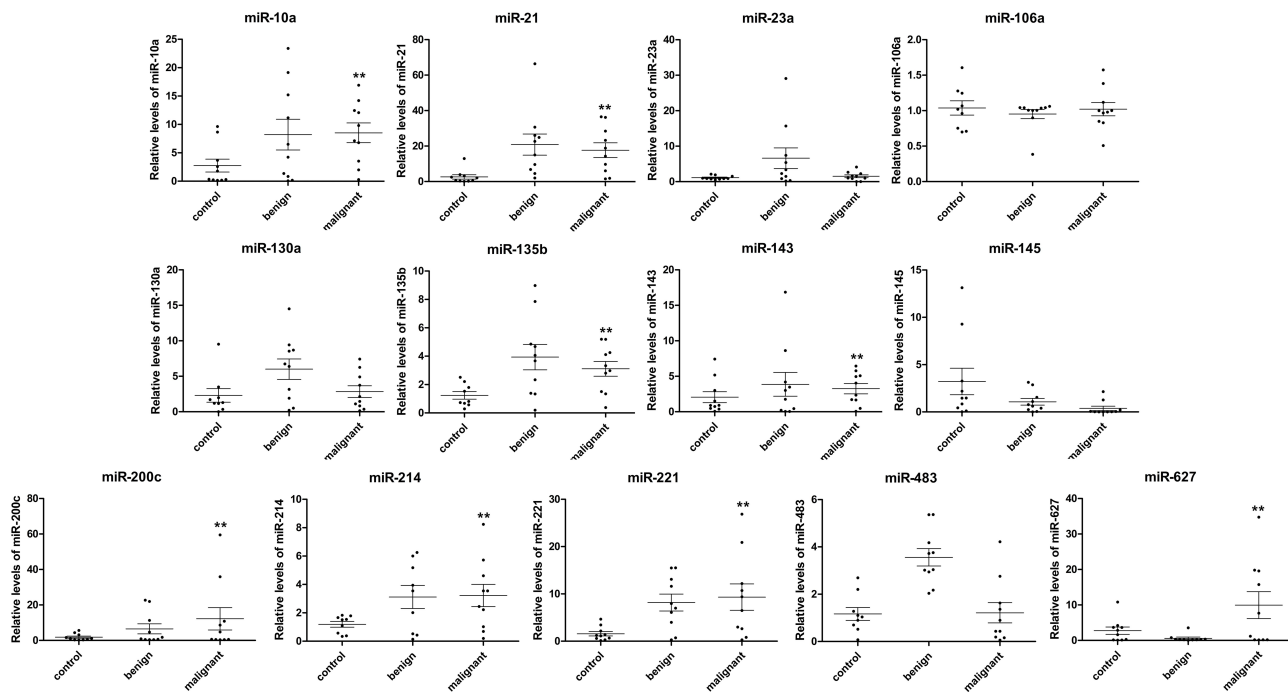 miR-10a
Relative levels of miR-10a
25
20
15
10
5
0
**
control
benign
malignant
miR-21
Relative levels of miR-21
80
60
40
20
0
**
control
benign
malignant
miR-23a
Relative levels of miR-23a
40
30
20
10
0
control
benign
malignant
miR-106a
Relative levels of miR-106a
2.0
1.5
1.0
0.5
0.0
control
benign
malignant
miR-130a
Relative levels of miR-130a
20
15
10
5
0
control
benign
malignant
miR-135b
Relative levels of miR-135b
10
8
6
4
2
0
**
control
benign
malignant
miR-143
Relative levels of miR-143
20
15
10
5
0
**
control
benign
malignant
miR-145
Relative levels of miR-145
15
10
5
0
control
benign
malignant
miR-200c
Relative levels of miR-200c
80
60
40
20
0
**
control
benign
malignant
miR-214
Relative levels of miR-214
10
8
6
4
2
0
**
control
benign
malignant
miR-221
Relative levels of miR-221
30
20
10
0
**
control
benign
malignant
miR-483
Relative levels of miR-483
6
4
2
0
control
benign
malignant
miR-627
Relative levels of miR-627
40
30
20
10
0
**
control
benign
malignant